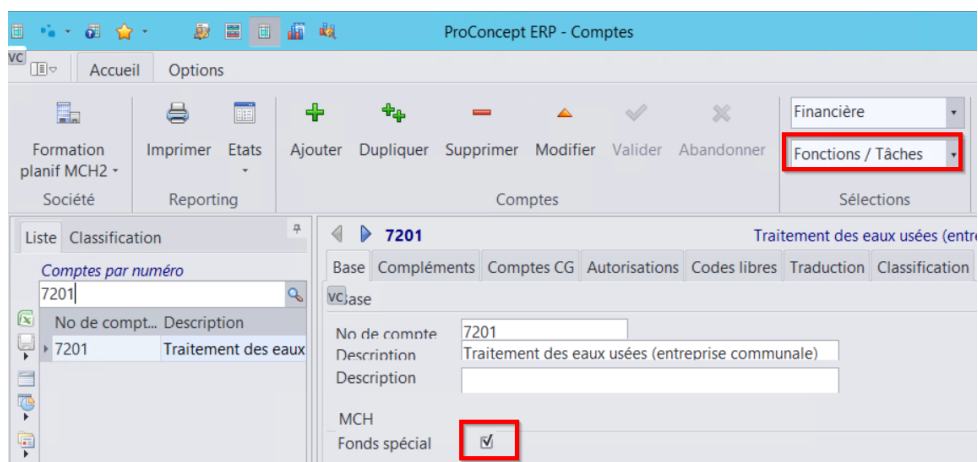 ProConcept ERP - Comptes
VC
Accueil Options
Formation planif MCH2
Société
Imprimer Etats
Reporting
Ajouter Dupliquer Supprimer Modifier Valider Abandonner
Comptes
Financière
Fonctions / Tâches
Sélections
Liste Classification
Comptes par numéro
7201
No de compt... Description
7201 Traitement des eaux
7201 Traitement des eaux usées (entre
Base Compléments Comptes CG Autorisations Codes libres Traduction Classification
VC
Base
No de compte 7201
Description Traitement des eaux usées (entreprise communale)
Description
MCH
Fonds spécial